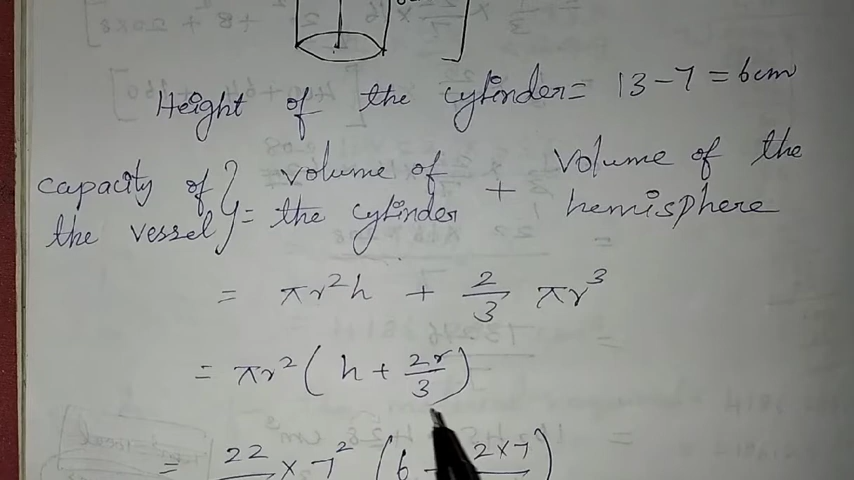 Height of the cylinder = 13 - 7 = 6cm
capacity of the vessel } = volume of the cylinder + volume of the hemisphere
= πr²h + 2/3 πr³
= πr² ( h + 2r/3 )
= 22 × 7² ( 6 2×7 )